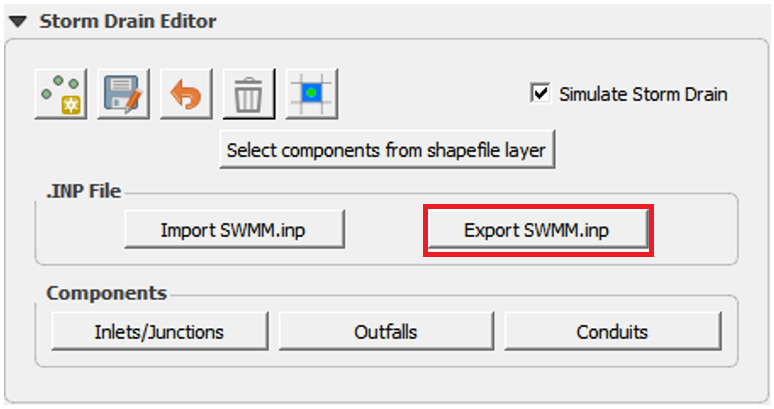 Storm Drain Editor
Simulate Storm Drain
Select components from shapefile layer
.INP File
Import SWMM.inp
Export SWMM.inp
Components
Inlets/Junctions
Outfalls
Conduits